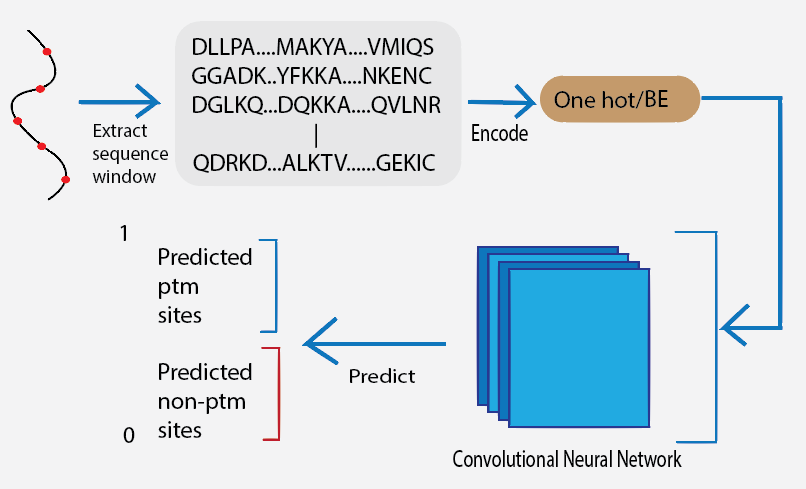 DLLPA....MAKYA....VMIQS
GGADK..YFKKA....NKENC
DGLKQ...DQKKA....QVLNR
|
QDRKD...ALKTV......GEKIC
Extract
sequence
window
Encode
One hot/BE
1
Predicted
ptm
sites
Predicted
non-ptm
sites
0
Predict
Convolutional Neural Network